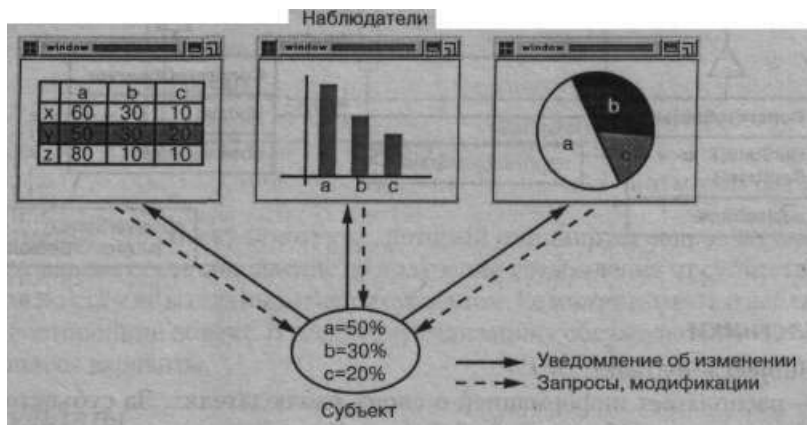 Наблюдатели
window
window
window
a b c
x 60 30 10
y 50 30 20
z 80 10 10
a b c
a b c
a=50%
b=30%
c=20%
Субъект
Уведомление об изменении
Запросы, модификации